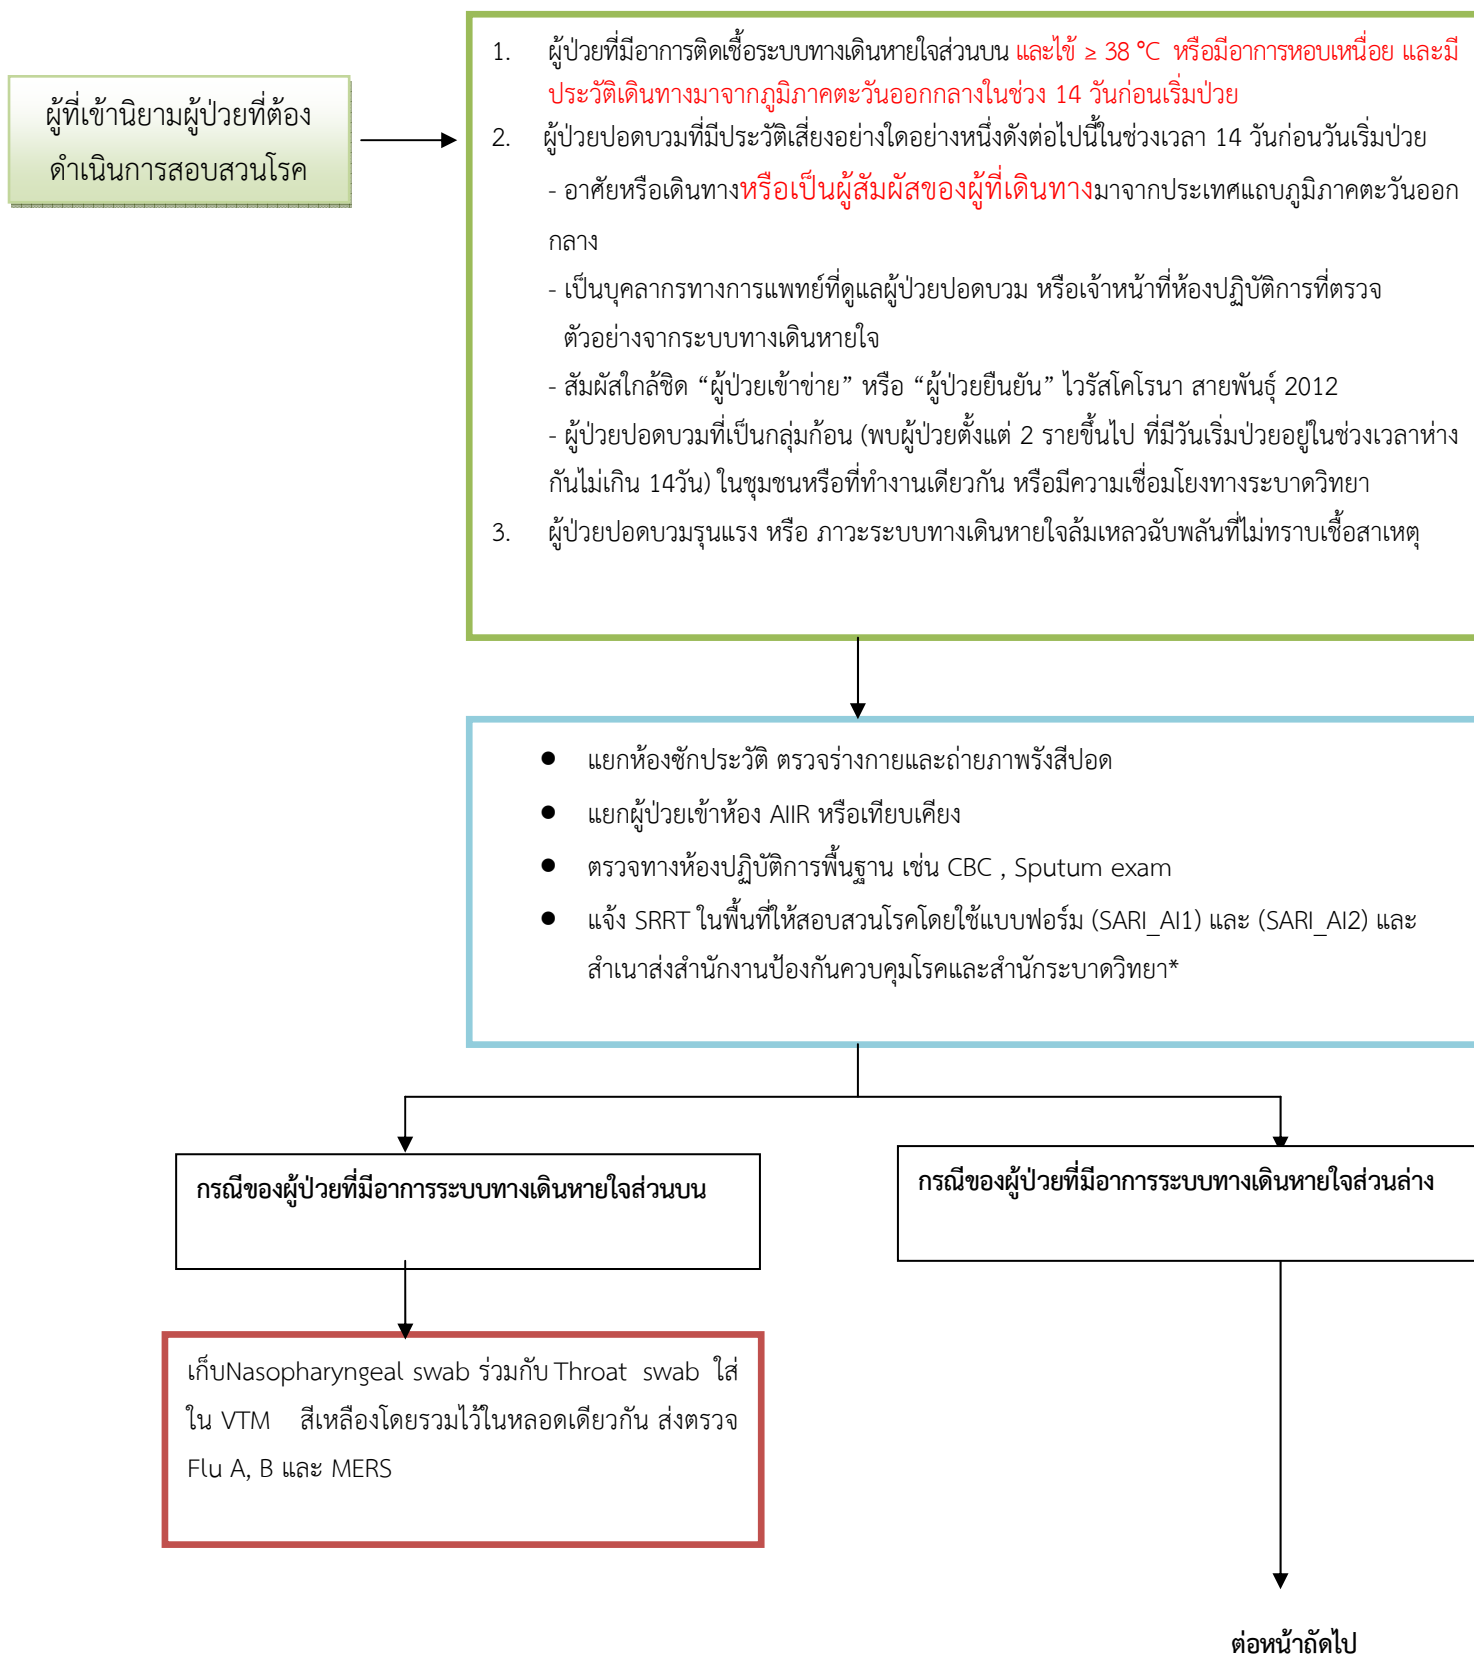 ผู้ที่เข้านิยามผู้ป่วยที่ต้อง
ดำเนินการสอบสวนโรค
1. ผู้ป่วยที่มีอาการติดเชื้อระบบทางเดินหายใจส่วนบน และไข้ ≥ 38 °C หรือมีอาการหอบเหนื่อย และมี
ประวัติเดินทางมาจากภูมิภาคตะวันออกกลางในช่วง 14 วันก่อนเริ่มป่วย
2. ผู้ป่วยปอดบวมที่มีประวัติเสี่ยงอย่างใดอย่างหนึ่งดังต่อไปนี้ในช่วงเวลา 14 วันก่อนวันเริ่มป่วย
- อาศัยหรือเดินทางหรือเป็นผู้สัมผัสของผู้ที่เดินทางมาจากประเทศแถบภูมิภาคตะวันออก
กลาง
- เป็นบุคลากรทางการแพทย์ที่ดูแลผู้ป่วยปอดบวม หรือเจ้าหน้าที่ห้องปฏิบัติการที่ตรวจ
ตัวอย่างจากระบบทางเดินหายใจ
- สัมผัสใกล้ชิด “ผู้ป่วยเข้าข่าย” หรือ “ผู้ป่วยยืนยัน” ไวรัสโคโรนา สายพันธุ์ 2012
- ผู้ป่วยปอดบวมที่เป็นกลุ่มก้อน (พบผู้ป่วยตั้งแต่ 2 รายขึ้นไป ที่มีวันเริ่มป่วยอยู่ในช่วงเวลาห่าง
กันไม่เกิน 14วัน) ในชุมชนหรือที่ทำงานเดียวกัน หรือมีความเชื่อมโยงทางระบาดวิทยา
3. ผู้ป่วยปอดบวมรุนแรง หรือ ภาวะระบบทางเดินหายใจล้มเหลวฉับพลันที่ไม่ทราบเชื้อสาเหตุ
● แยกห้องซักประวัติ ตรวจร่างกายและถ่ายภาพรังสีปอด
● แยกผู้ป่วยเข้าห้อง AIIR หรือเทียบเคียง
● ตรวจทางห้องปฏิบัติการพื้นฐาน เช่น CBC , Sputum exam
● แจ้ง SRRT ในพื้นที่ให้สอบสวนโรคโดยใช้แบบฟอร์ม (SARI_AI1) และ (SARI_AI2) และ
สำเนาส่งสำนักงานป้องกันควบคุมโรคและสำนักระบาดวิทยา*
กรณีของผู้ป่วยที่มีอาการระบบทางเดินหายใจส่วนบน
กรณีของผู้ป่วยที่มีอาการระบบทางเดินหายใจส่วนล่าง
เก็บNasopharyngeal swab ร่วมกับ Throat swab ใส่
ใน VTM สีเหลืองโดยรวมไว้ในหลอดเดียวกัน ส่งตรวจ
Flu A, B และ MERS
ต่อหน้าถัดไป